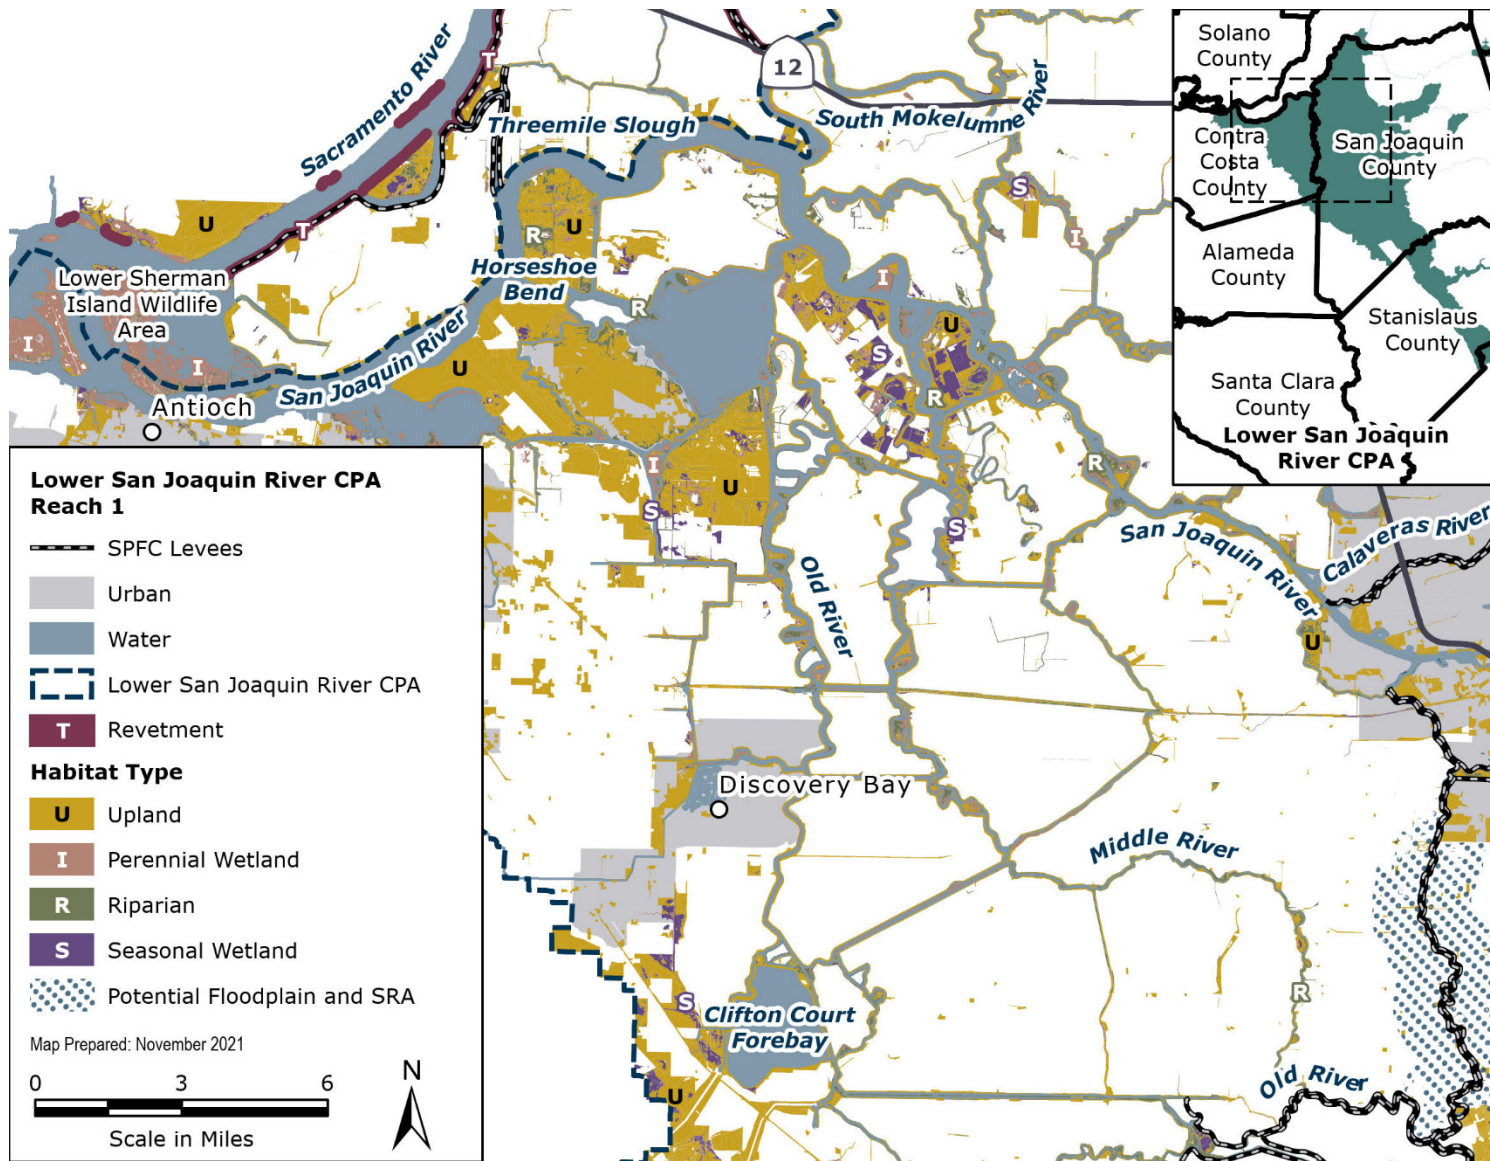 Sacramento River
T
12
Threemile Slough
South Mokelumne River
S
I
U
T
R
U
Horseshoe
Bend
Lower Sherman
Island Wildlife
Area
I
I
San Joaquin River
U
R
I
U
S
R
Antioch
I
S
U
R
S
San Joaquin River
Calaveras River
Old River
U
Discovery Bay
Middle River
R
S
Clifton Court
Forebay
U
Old River
Solano
County
Contra
Costa
County
San Joaquin
County
Alameda
County
Stanislaus
County
Santa Clara
County
Lower San Joaquin
River CPA
Lower San Joaquin River CPA
Reach 1
SPFC Levees
Urban
Water
Lower San Joaquin River CPA
T Revetment
Habitat Type
U Upland
I Perennial Wetland
R Riparian
S Seasonal Wetland
Potential Floodplain and SRA
Map Prepared: November 2021
0 3 6
Scale in Miles
N